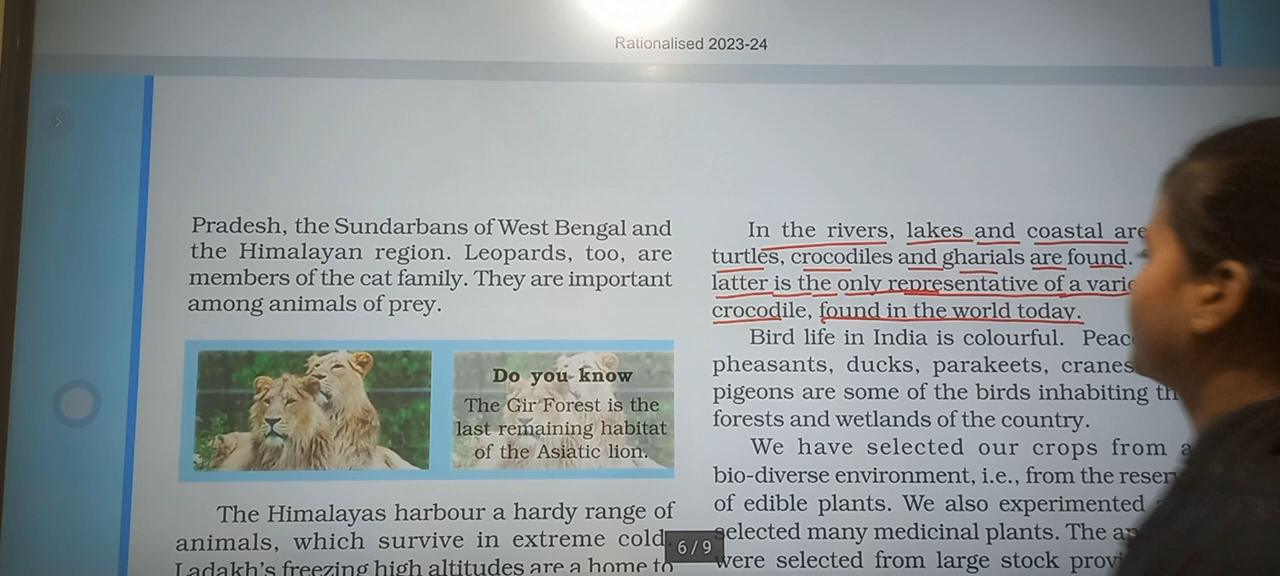 Rationalised 2023-24
Pradesh, the Sundarbans of West Bengal and
the Himalayan region. Leopards, too, are
members of the cat family. They are important
among animals of prey.
Do you know
The Gir Forest is the
last remaining habitat
of the Asiatic lion.
The Himalayas harbour a hardy range of
animals, which survive in extreme cold.
Ladakh's freezing high altitudes are a home to
In the rivers, lakes and coastal
turtles, crocodiles and gharials are found.
latter is the only representative of a
crocodile, found in the world today.
Bird life in India is colourful.
pheasants, ducks, parakeets, cranes
pigeons are some of the birds inhabiting
forests and wetlands of the country.
We have selected our crops from a
bio-diverse environment, i.e., from the
of edible plants. We also experimented
selected many medicinal plants. The
were selected from large stock
6 / 9